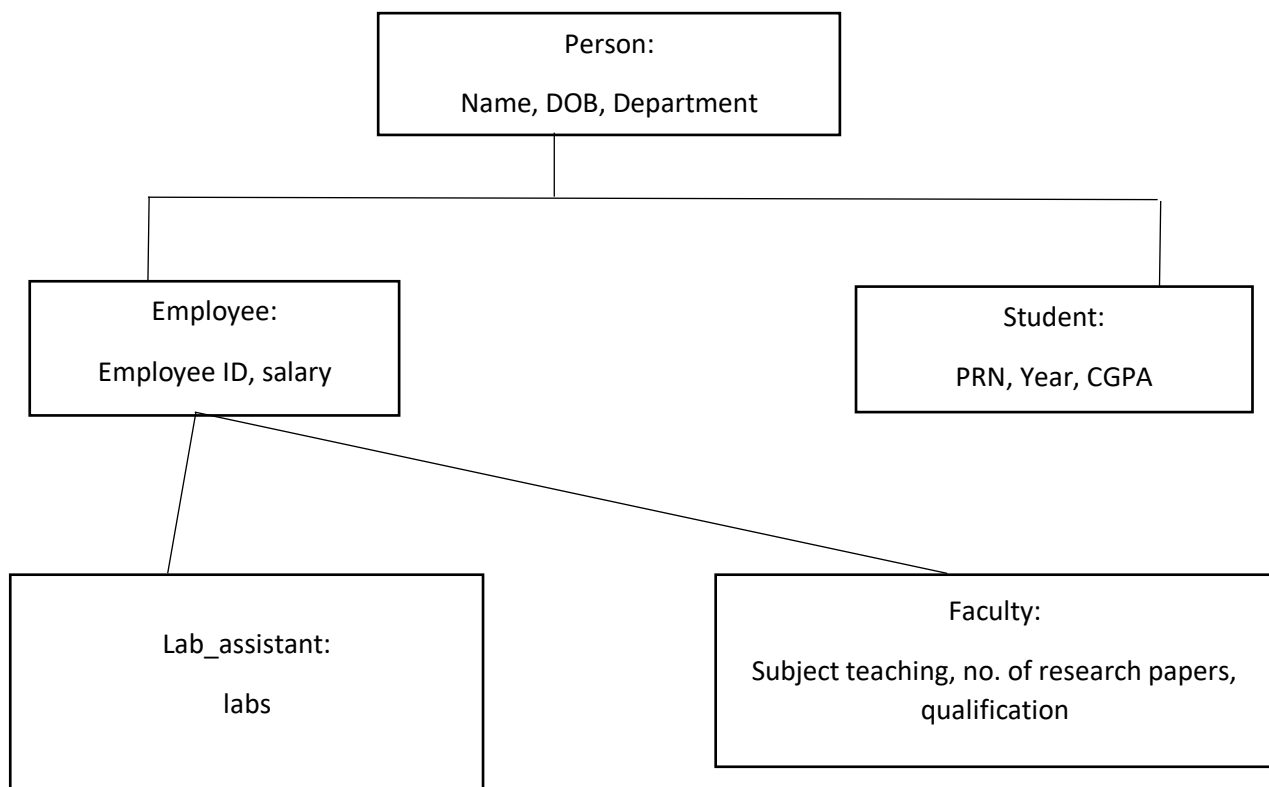 Person:
Name, DOB, Department
Employee:
Employee ID, salary
Student:
PRN, Year, CGPA
Lab_assistant:
labs
Faculty:
Subject teaching, no. of research papers,
qualification